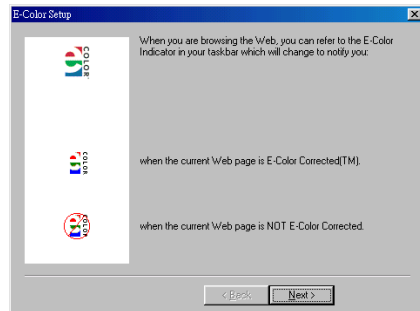 E-Color Setup
When you are browsing the Web, you can refer to the E-Color
Indicator in your taskbar which will change to notify you:
COLOR
COLOR
when the current Web page is E-Color Corrected(TM).
COLOR
when the current Web page is NOT E-Color Corrected.
< Back
Next >